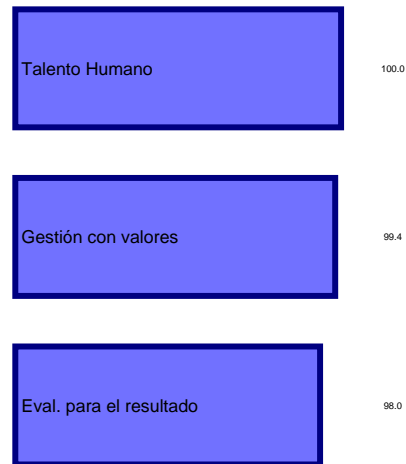 Talento Humano 100.0
Gestión con valores 99.4
Eval. para el resultado 98.0